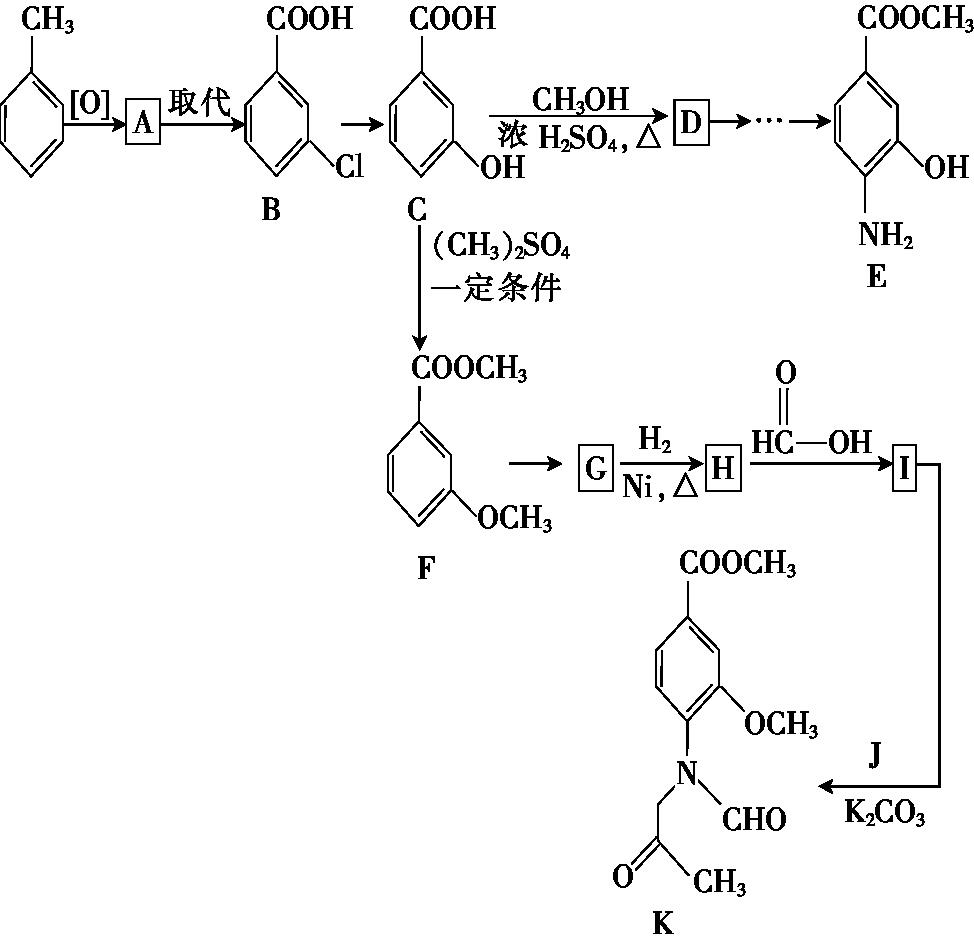 CH₃
[O]
A
取代
COOH
Cl
B
COOH
OH
C
CH₃OH
浓 H₂SO₄, △
D
···
COOCH₃
OH
NH₂
E
(CH₃)₂SO₄
一定条件
COOCH₃
OCH₃
F
G
H₂
Ni, △
H
O
HC—OH
I
J
K₂CO₃
COOCH₃
OCH₃
N
CHO
O
CH₃
K